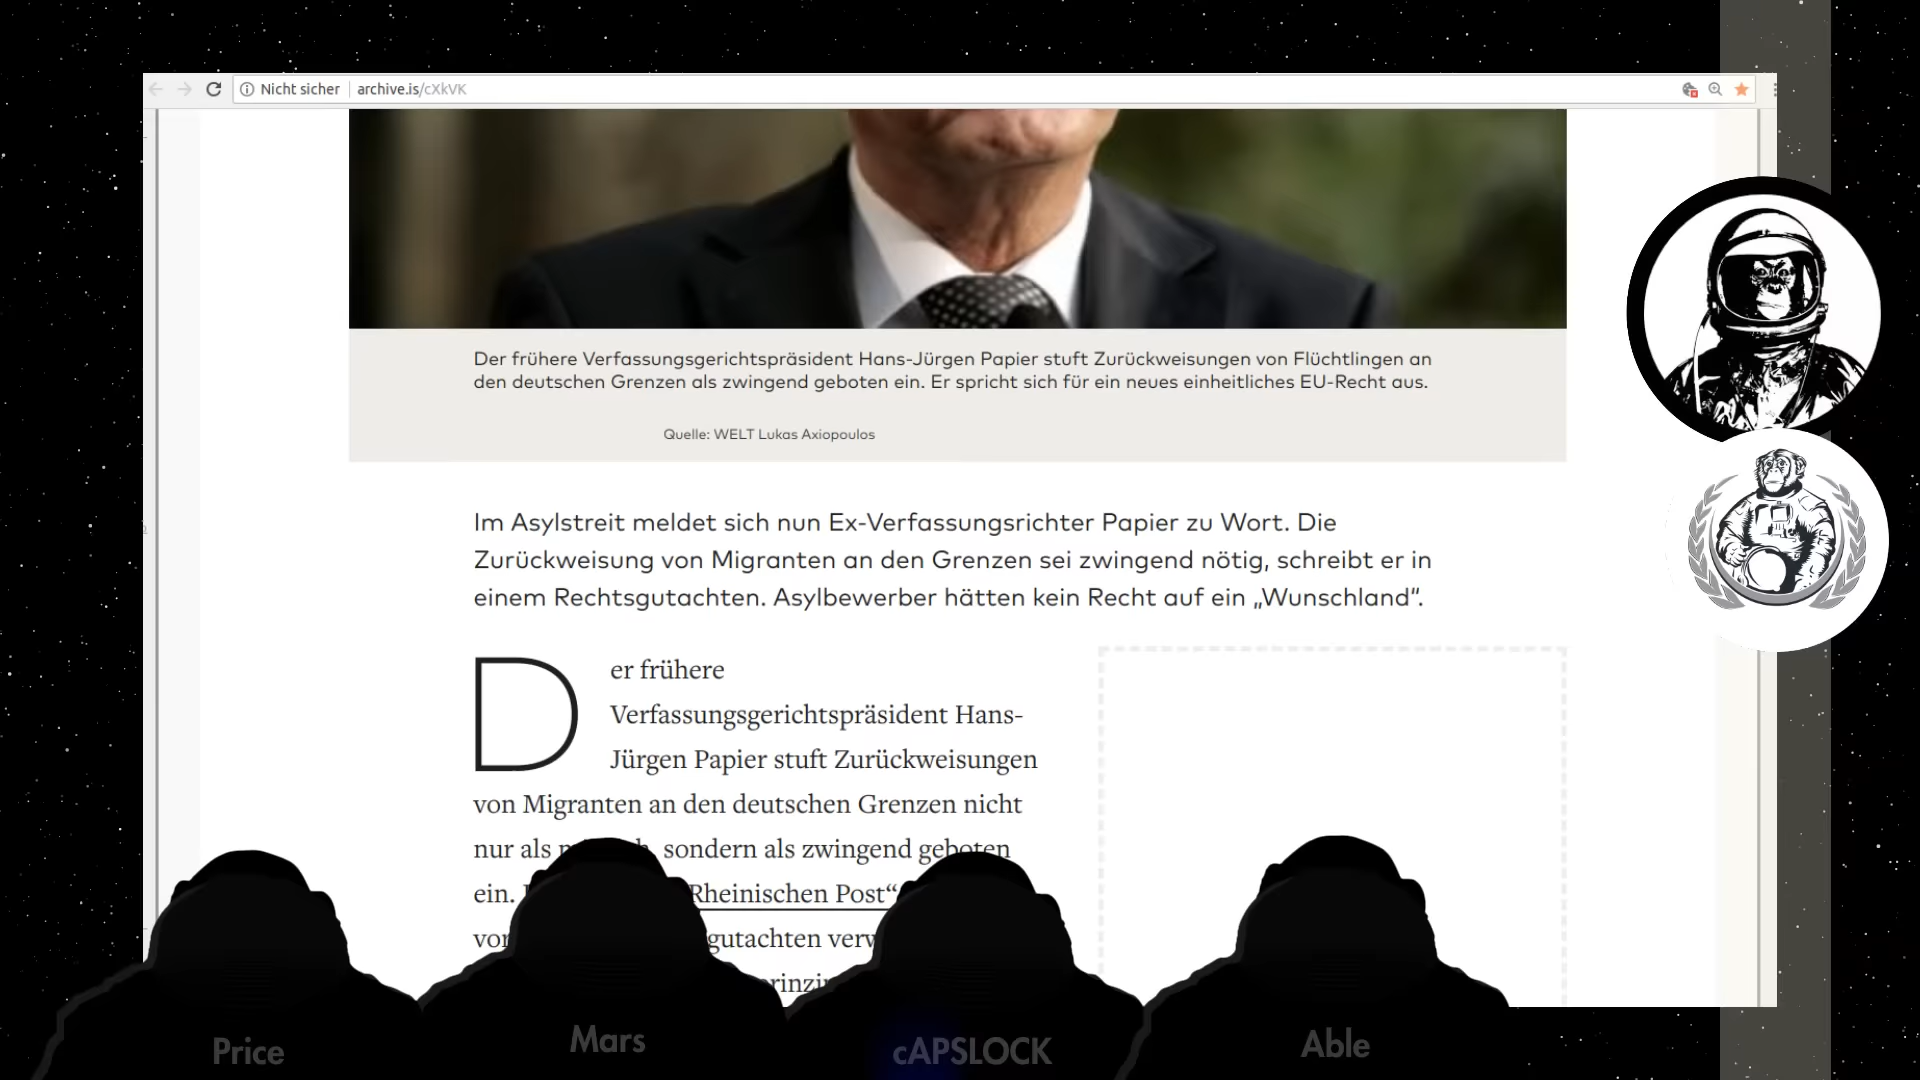 Nicht sicher archive.is/cXkVK
Der frühere Verfassungsgerichtspräsident Hans-Jürgen Papier stuft Zurückweisungen von Flüchtlingen an
den deutschen Grenzen als zwingend geboten ein. Er spricht sich für ein neues einheitliches EU-Recht aus.
Quelle: WELT Lukas Axiopoulos
Im Asylstreit meldet sich nun Ex-Verfassungsrichter Papier zu Wort. Die
Zurückweisung von Migranten an den Grenzen sei zwingend nötig, schreibt er in
einem Rechtsgutachten. Asylbewerber hätten kein Recht auf ein „Wunschland“.
Der frühere
Verfassungsgerichtspräsident Hans-
Jürgen Papier stuft Zurückweisungen
von Migranten an den deutschen Grenzen nicht
nur als sondern als zwingend geboten
ein. Rheinischen Post“
Price
Mars
cAPSLOCK
Able